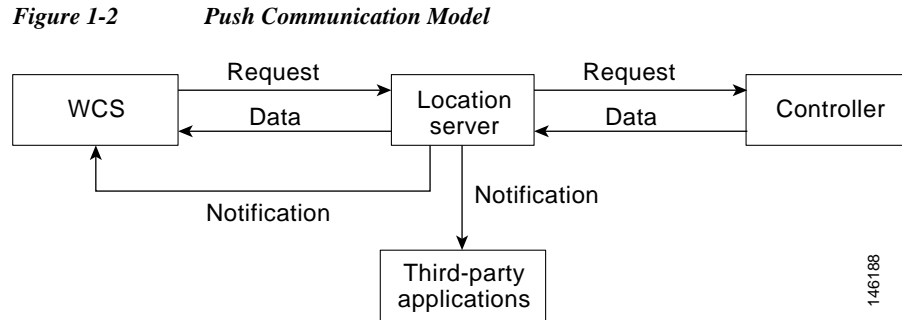 Figure 1-2 Push Communication Model
Request Request
WCS Location server Controller
Data Data
Notification Notification
Third-party applications
146188